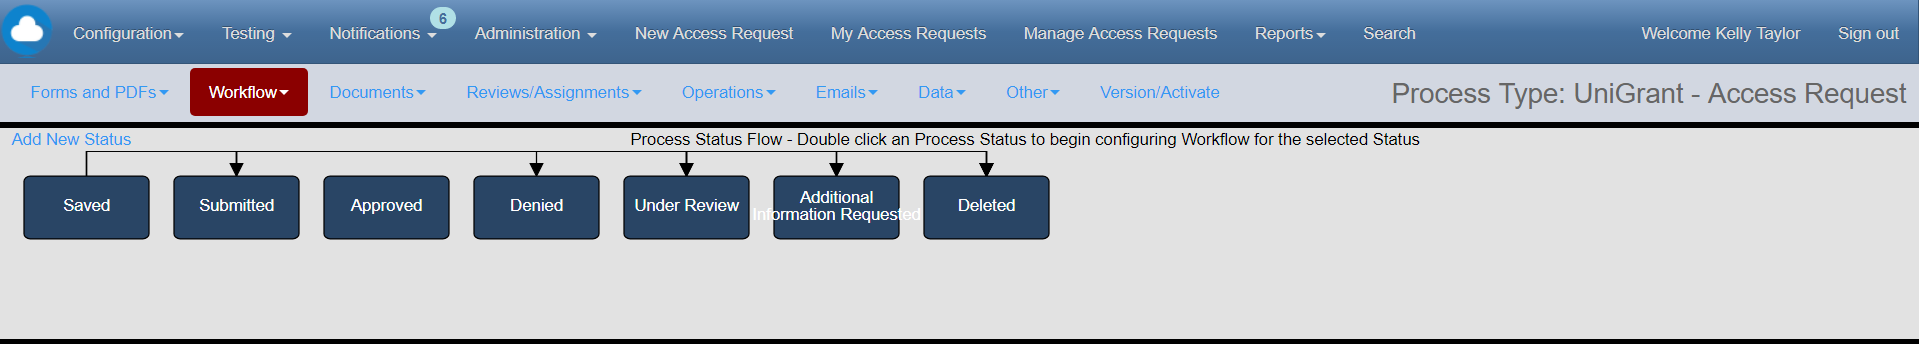 Configuration Testing Notifications 6 Administration New Access Request My Access Requests Manage Access Requests Reports Search Welcome Kelly Taylor Sign out
Forms and PDFs Workflow Documents Reviews/Assignments Operations Emails Data Other Version/Activate Process Type: UniGrant - Access Request
Add New Status Process Status Flow - Double click an Process Status to begin configuring Workflow for the selected Status
Saved
Submitted
Approved
Denied
Under Review
Additional
Information Requested
Deleted